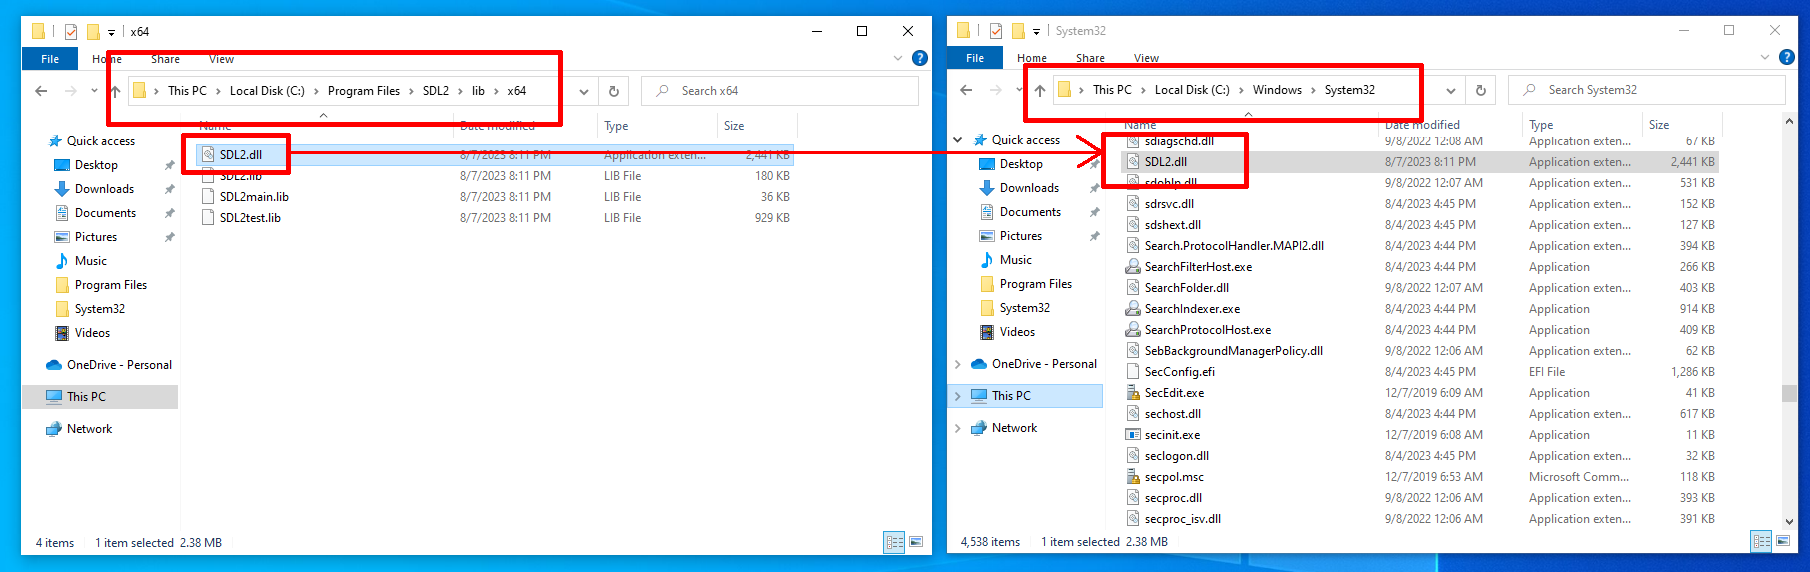 x64
File Home Share View
This PC > Local Disk (C:) > Program Files > SDL2 > lib > x64
Search x64
Name Date modified Type Size
Quick access
Desktop
Downloads
Documents
Pictures
Music
Program Files
System32
Videos
OneDrive - Personal
This PC
Network
SDL2.dll 8/7/2023 8:11 PM Application exten... 2,441 KB
SDL2.lib 8/7/2023 8:11 PM LIB File 180 KB
SDL2main.lib 8/7/2023 8:11 PM LIB File 36 KB
SDL2test.lib 8/7/2023 8:11 PM LIB File 929 KB
4 items 1 item selected 2.38 MB
System32
File Home Share View
This PC > Local Disk (C:) > Windows > System32
Search System32
Name Date modified Type Size
Quick access
Desktop
Downloads
Documents
Pictures
Music
Program Files
System32
Videos
OneDrive - Personal
This PC
Network
sdiagschd.dll 9/8/2022 12:08 AM Application exten... 67 KB
SDL2.dll 8/7/2023 8:11 PM Application exten... 2,441 KB
sdohlp.dll 9/8/2022 12:07 AM Application exten... 531 KB
sdrsvc.dll 8/4/2023 4:45 PM Application exten... 152 KB
sdshext.dll 8/4/2023 4:45 PM Application exten... 127 KB
Search.ProtocolHandler.MAPI2.dll 8/4/2023 4:45 PM Application exten... 394 KB
SearchFilterHost.exe 8/4/2023 4:44 PM Application 266 KB
SearchFolder.dll 9/8/2022 12:07 AM Application exten... 403 KB
SearchIndexer.exe 8/4/2023 4:44 PM Application 914 KB
SearchProtocolHost.exe 8/4/2023 4:44 PM Application 409 KB
SebBackgroundManagerPolicy.dll 9/8/2022 12:06 AM Application exten... 62 KB
SecConfig.efi 8/4/2023 4:45 PM EFI File 1,286 KB
SecEdit.exe 12/7/2019 6:09 AM Application 41 KB
sechost.dll 8/4/2023 4:44 PM Application exten... 617 KB
secinit.exe 12/7/2019 6:08 AM Application 11 KB
seclogon.dll 8/4/2023 4:45 PM Application exten... 32 KB
secpol.msc 12/7/2019 6:53 AM Microsoft Comm... 118 KB
secproc.dll 9/8/2022 12:06 AM Application exten... 393 KB
secproc_isv.dll 9/8/2022 12:06 AM Application exten... 391 KB
4,538 items 1 item selected 2.38 MB